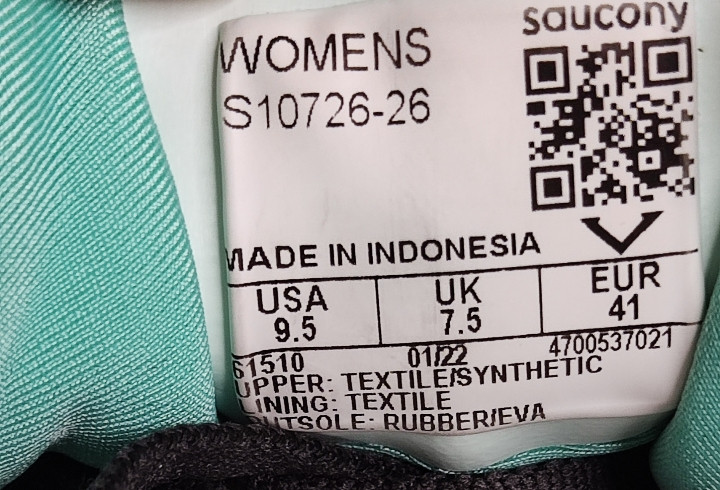 saucony
WOMENS
S10726-26
MADE IN INDONESIA
USA UK EUR
9.5 7.5 41
61510 01/22 4700537021
UPPER: TEXTILE/SYNTHETIC
LINING: TEXTILE
OUTSOLE: RUBBER/EVA